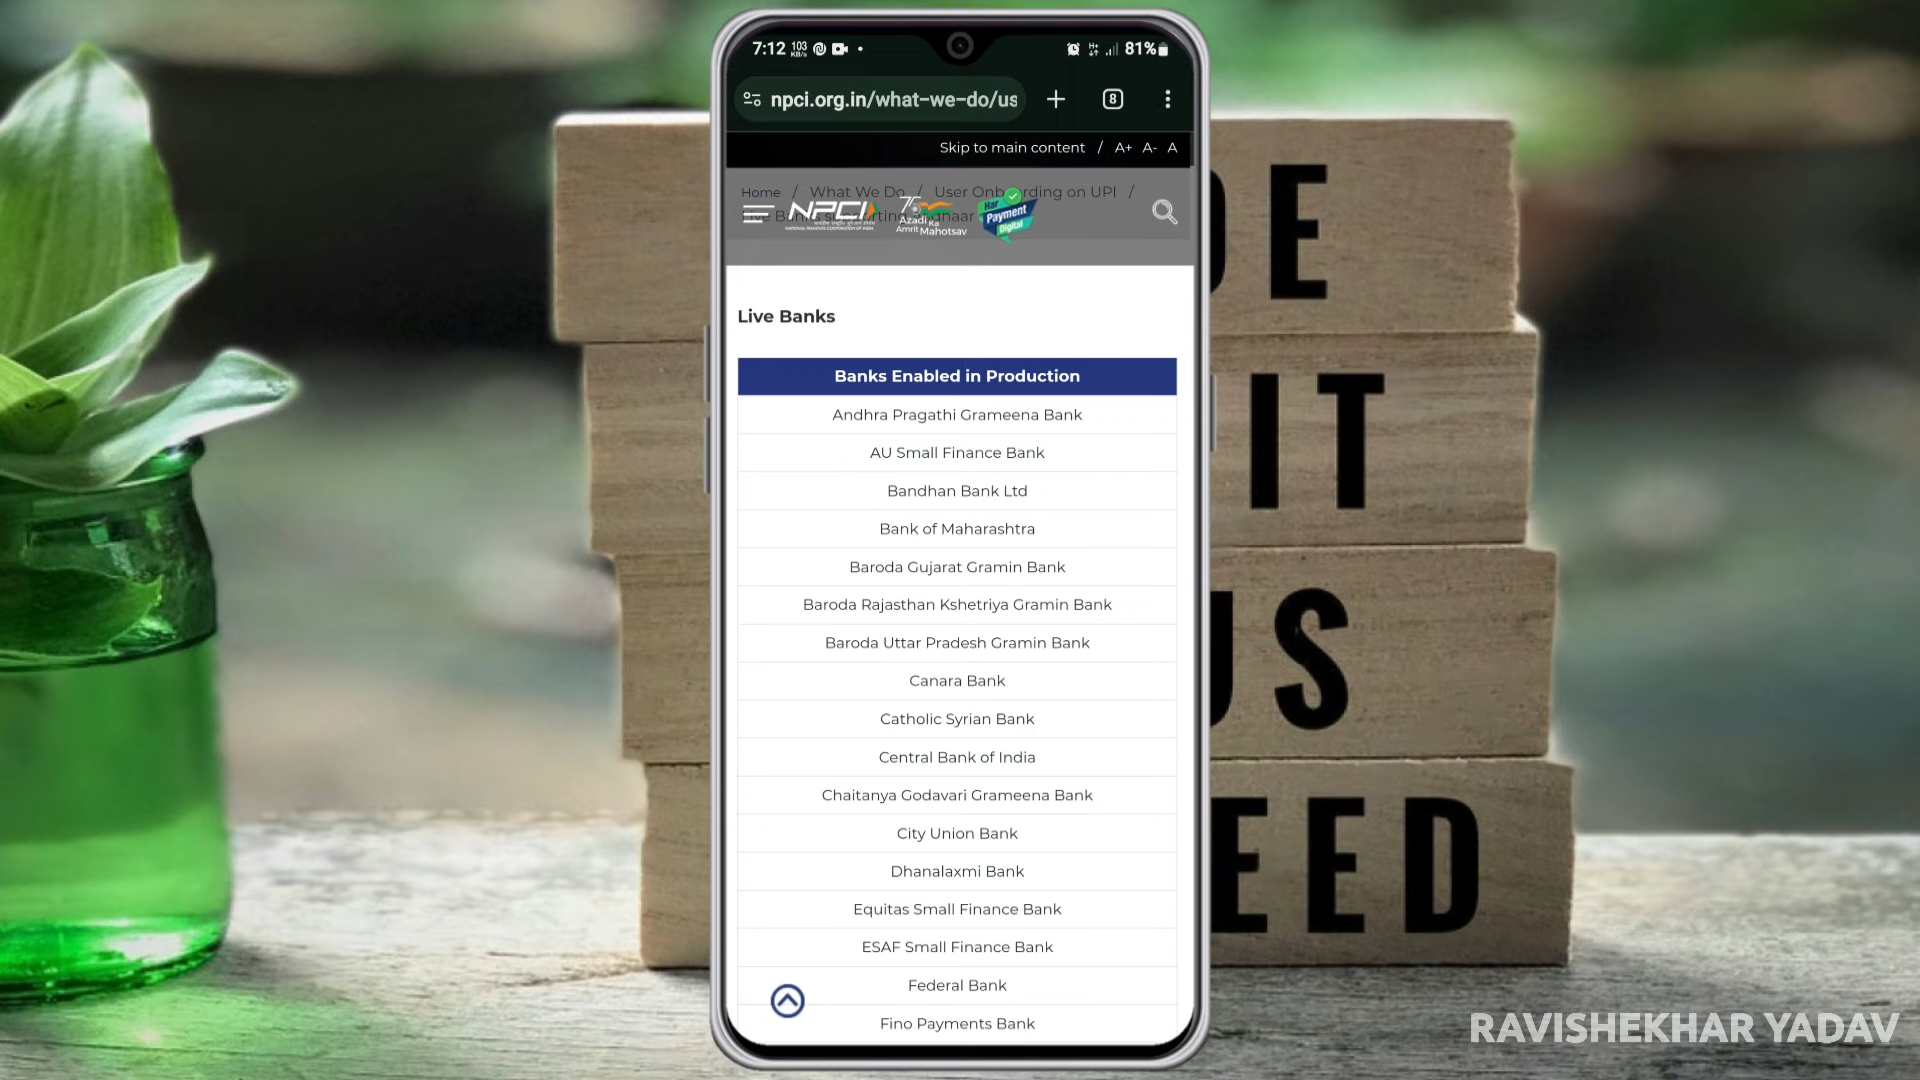 7:12 103 KB/s 81%
npci.org.in/what-we-do/us
8
Skip to main content / A+ A- A
Home / What We Do / User Onboarding on UPI /
NPCI
NATIONAL PAYMENTS CORPORATION OF INDIA
75
Azadi Ka
Amrit Mahotsav
Har
Payment
Digital
Live Banks
Banks Enabled in Production
Andhra Pragathi Grameena Bank
AU Small Finance Bank
Bandhan Bank Ltd
Bank of Maharashtra
Baroda Gujarat Gramin Bank
Baroda Rajasthan Kshetriya Gramin Bank
Baroda Uttar Pradesh Gramin Bank
Canara Bank
Catholic Syrian Bank
Central Bank of India
Chaitanya Godavari Grameena Bank
City Union Bank
Dhanalaxmi Bank
Equitas Small Finance Bank
ESAF Small Finance Bank
Federal Bank
Fino Payments Bank
DE
IT
US
EED
RAVISHEKHAR YADAV